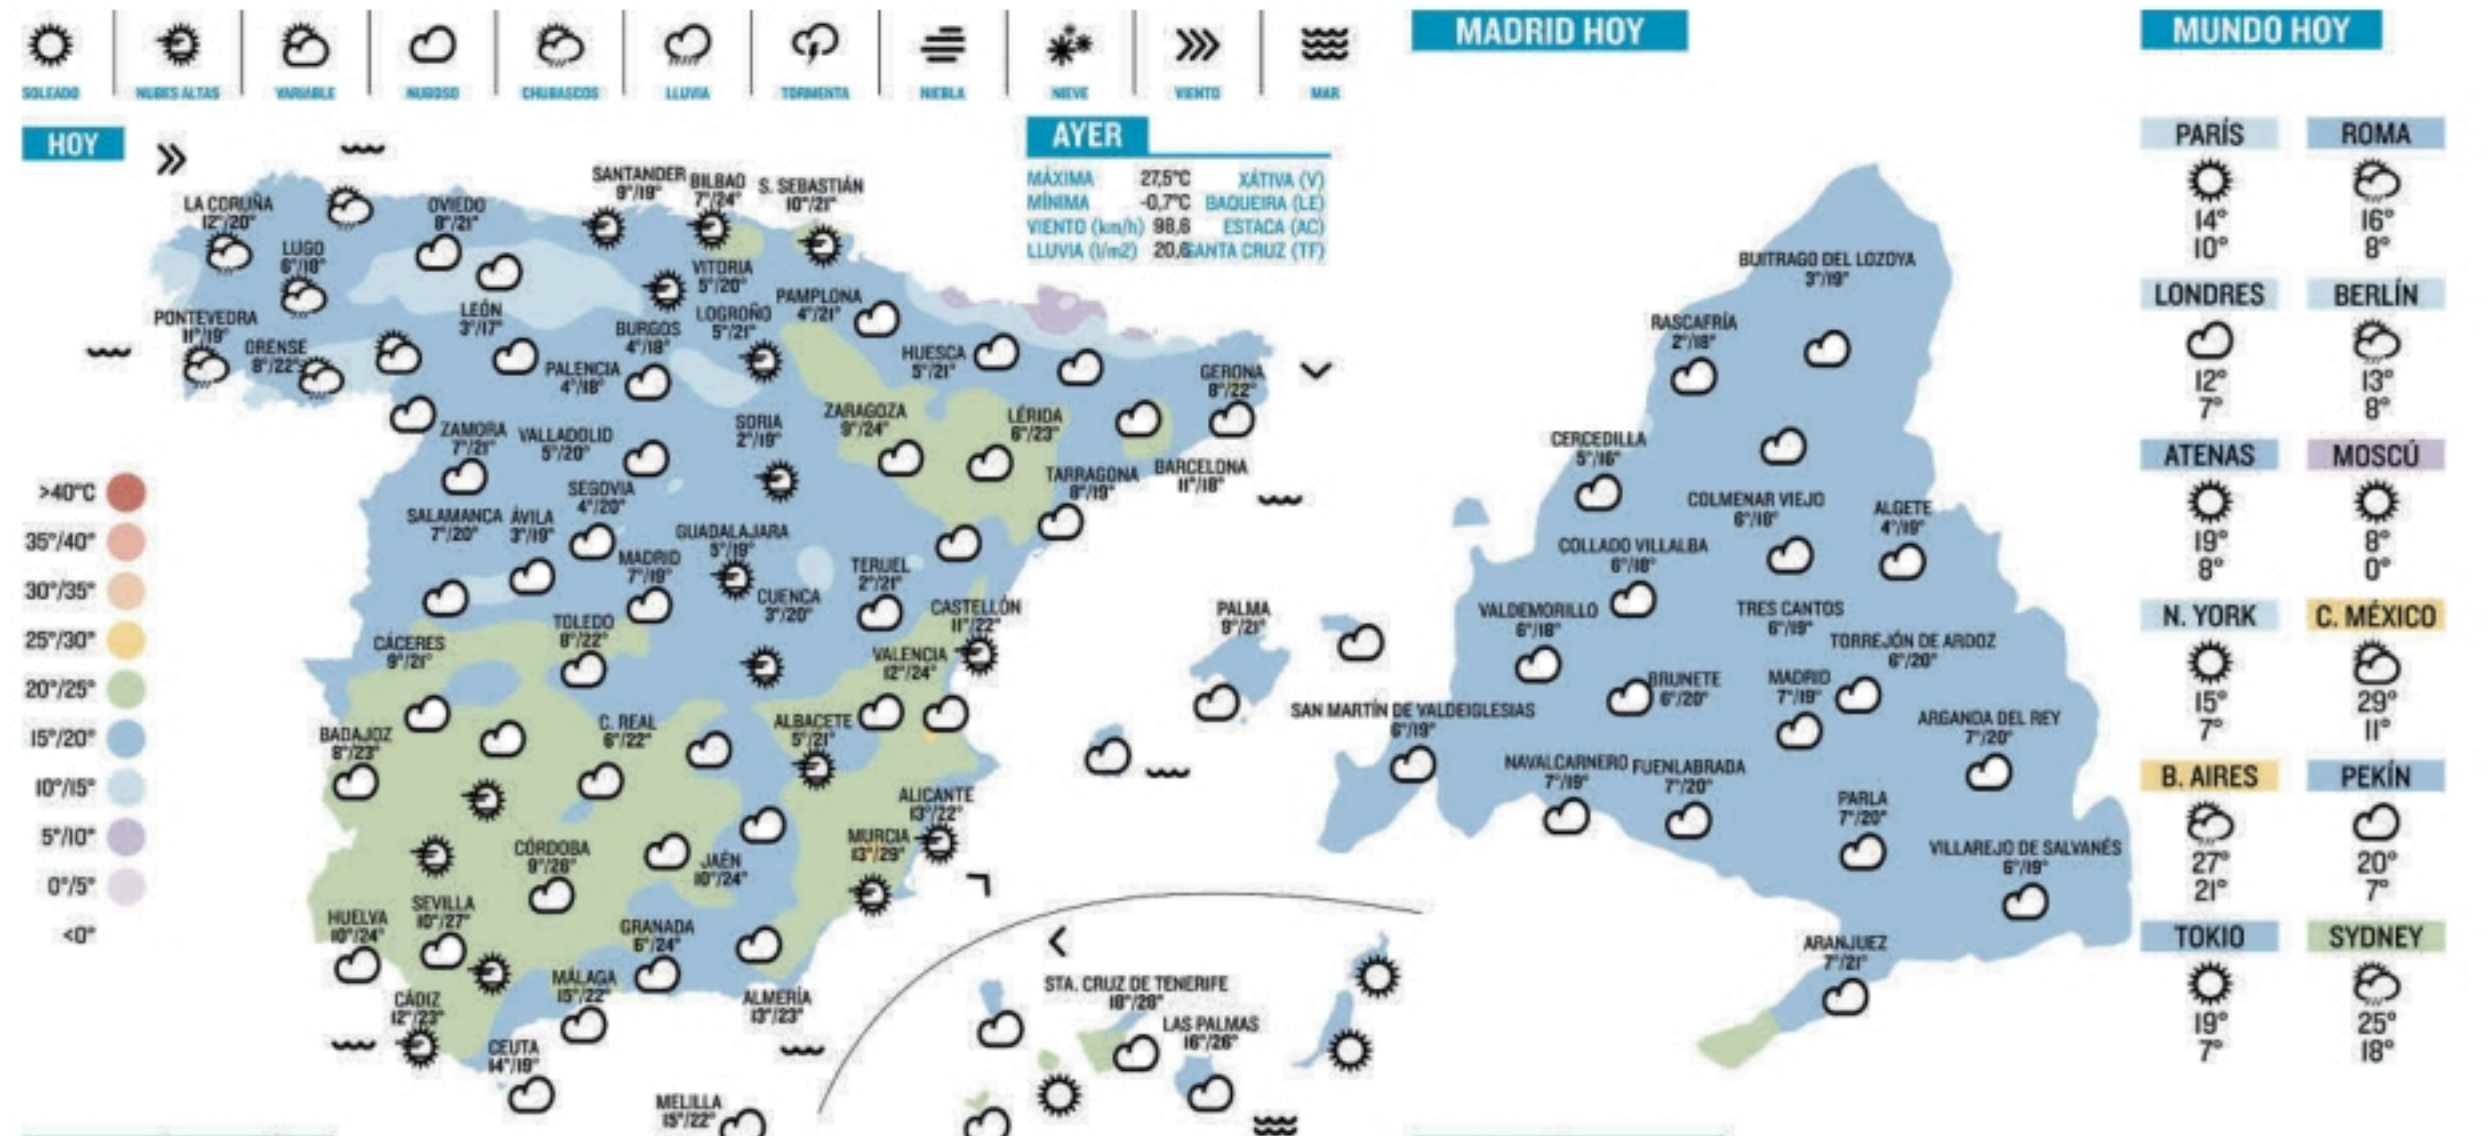 SOLEADO
NUBES ALTAS
VARIABLE
NUBOSO
CHUBASCOS
LLUVIA
TORMENTA
NIEBLA
NIEVE
VIENTO
MAR
HOY
AYER
MÁXIMA 27,5°C XÁTIVA (V)
MÍNIMA -0,7°C BAQUEIRA (LE)
VIENTO (km/h) 98,6 ESTACA (AC)
LLUVIA (l/m2) 20,6 SANTA CRUZ (TF)
LA CORUÑA
12°/20°
LUGO
6°/18°
OVIEDO
8°/21°
SANTANDER
9°/19°
BILBAO
7°/24°
S. SEBASTIÁN
10°/21°
PONTEVEDRA
11°/19°
ORENSE
8°/22°
LEÓN
3°/17°
VITORIA
5°/20°
PAMPLONA
4°/21°
LOGROÑO
5°/21°
BURGOS
4°/18°
PALENCIA
4°/18°
HUESCA
5°/21°
GERONA
8°/22°
ZAMORA
7°/21°
VALLADOLID
5°/20°
SORIA
2°/19°
ZARAGOZA
9°/24°
LÉRIDA
6°/23°
TARRAGONA
8°/19°
BARCELONA
11°/18°
SEGOVIA
4°/20°
SALAMANCA
7°/20°
ÁVILA
3°/19°
GUADALAJARA
5°/19°
MADRID
7°/19°
TERUEL
2°/21°
CUENCA
3°/20°
CASTELLÓN
11°/22°
TOLEDO
8°/22°
CÁCERES
9°/21°
VALENCIA
12°/24°
PALMA
9°/21°
BADAJOZ
8°/23°
C. REAL
6°/22°
ALBACETE
5°/21°
ALICANTE
13°/22°
MURCIA
13°/29°
CÓRDOBA
9°/26°
JAÉN
10°/24°
HUELVA
10°/24°
SEVILLA
10°/27°
GRANADA
6°/24°
CÁDIZ
12°/23°
MÁLAGA
15°/22°
ALMERÍA
13°/23°
CEUTA
14°/19°
MELILLA
15°/22°
STA. CRUZ DE TENERIFE
LAS PALMAS
16°/26°
>40°C
35°/40°
30°/35°
25°/30°
20°/25°
15°/20°
10°/15°
5°/10°
0°/5°
<0°
MADRID HOY
BUITRAGO DEL LOZOYA
3°/19°
RASCAFRÍA
2°/18°
CERCEDILLA
5°/16°
COLMENAR VIEJO
6°/18°
ALGETE
4°/19°
COLLADO VILLALBA
6°/18°
VALDEMORILLO
6°/18°
TRES CANTOS
6°/19°
TORREJÓN DE ARDOZ
6°/20°
BRUNETE
6°/20°
MADRID
7°/19°
SAN MARTÍN DE VALDEIGLESIAS
6°/19°
ARGANDA DEL REY
7°/20°
NAVALCARNERO
7°/19°
FUENLABRADA
7°/20°
PARLA
7°/20°
VILLAREJO DE SALVANÉS
6°/19°
ARANJUEZ
7°/21°
MUNDO HOY
PARÍS
14°
10°
ROMA
16°
8°
LONDRES
12°
7°
BERLÍN
13°
8°
ATENAS
19°
8°
MOSCÚ
8°
0°
N. YORK
15°
7°
C. MÉXICO
29°
11°
B. AIRES
27°
21°
PEKÍN
20°
7°
TOKIO
19°
7°
SYDNEY
25°
18°